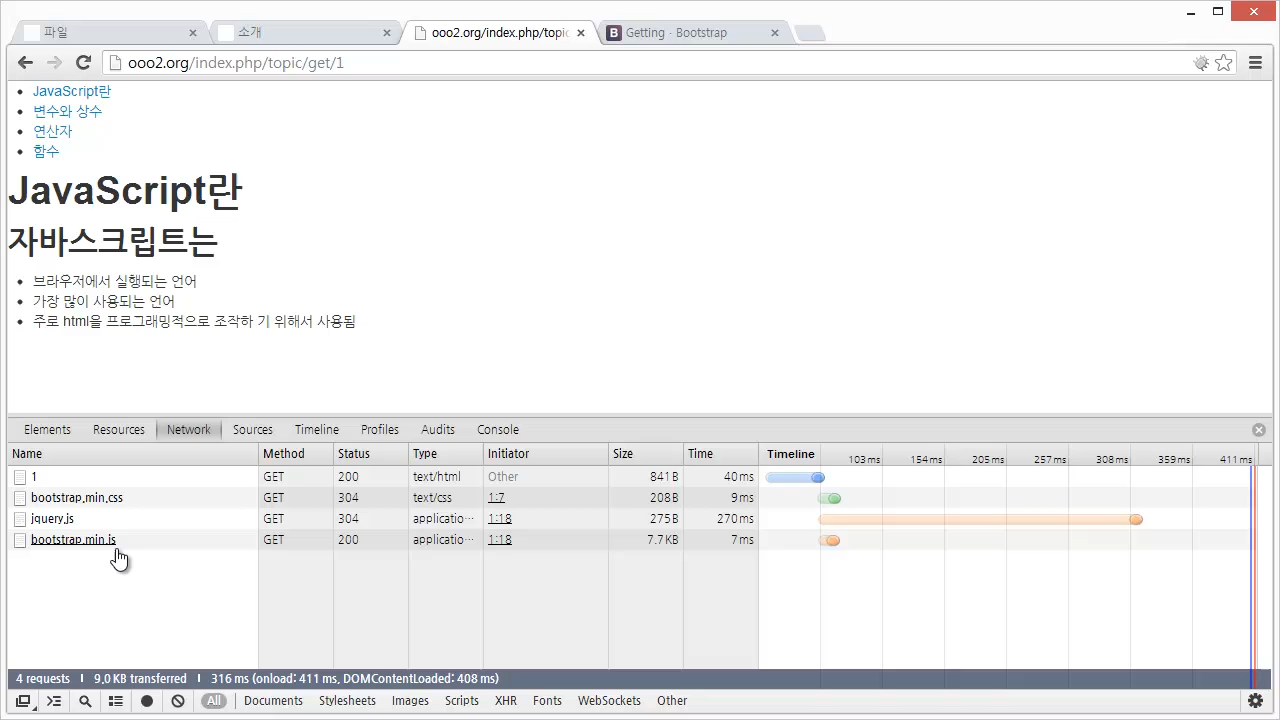 파일
소개
ooo2.org/index.php/topic
Getting · Bootstrap
ooo2.org/index.php/topic/get/1
JavaScript란
변수와 상수
연산자
함수
JavaScript란
자바스크립트는
브라우저에서 실행되는 언어
가장 많이 사용되는 언어
주로 html을 프로그래밍적으로 조작하 기 위해서 사용됨
Elements Resources Network Sources Timeline Profiles Audits Console
Name Method Status Type Initiator Size Time Timeline 103 ms 154 ms 205 ms 257 ms 308 ms 359 ms 411 ms
1 GET 200 text/html Other 841 B 40 ms
bootstrap.min.css GET 304 text/css 1:7 208 B 9 ms
jquery.js GET 304 applicatio… 1:18 275 B 270 ms
bootstrap.min.js GET 200 applicatio… 1:18 7.7 KB 7 ms
4 requests | 9.0 KB transferred | 316 ms (onload: 411 ms, DOMContentLoaded: 408 ms)
All Documents Stylesheets Images Scripts XHR Fonts WebSockets Other